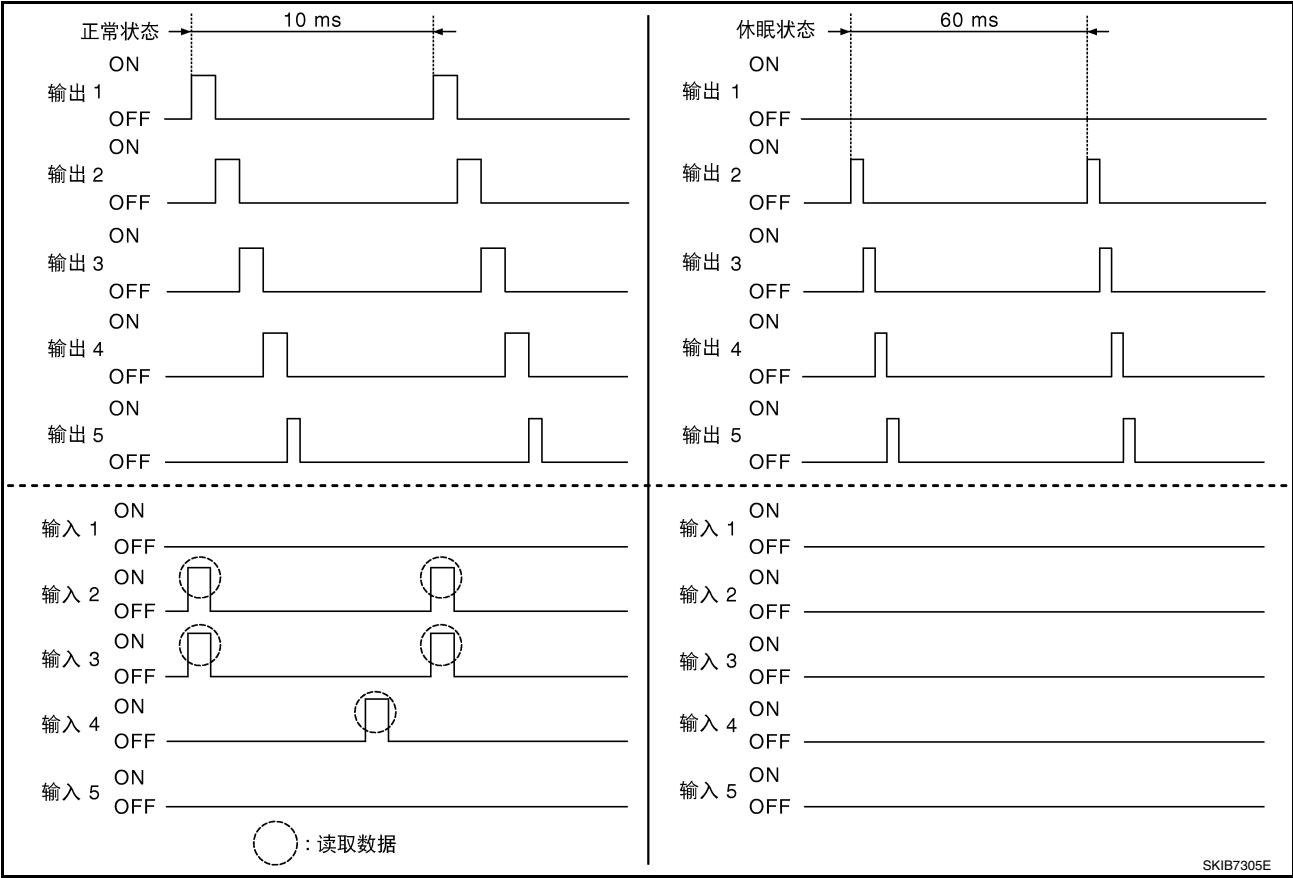 正常状态
10 ms
ON
输出 1
OFF
ON
输出 2
OFF
ON
输出 3
OFF
ON
输出 4
OFF
ON
输出 5
OFF
ON
输入 1
OFF
ON
输入 2
OFF
ON
输入 3
OFF
ON
输入 4
OFF
ON
输入 5
OFF
: 读取数据
休眠状态
60 ms
ON
输出 1
OFF
ON
输出 2
OFF
ON
输出 3
OFF
ON
输出 4
OFF
ON
输出 5
OFF
ON
输入 1
OFF
ON
输入 2
OFF
ON
输入 3
OFF
ON
输入 4
OFF
ON
输入 5
OFF
SKIB7305E